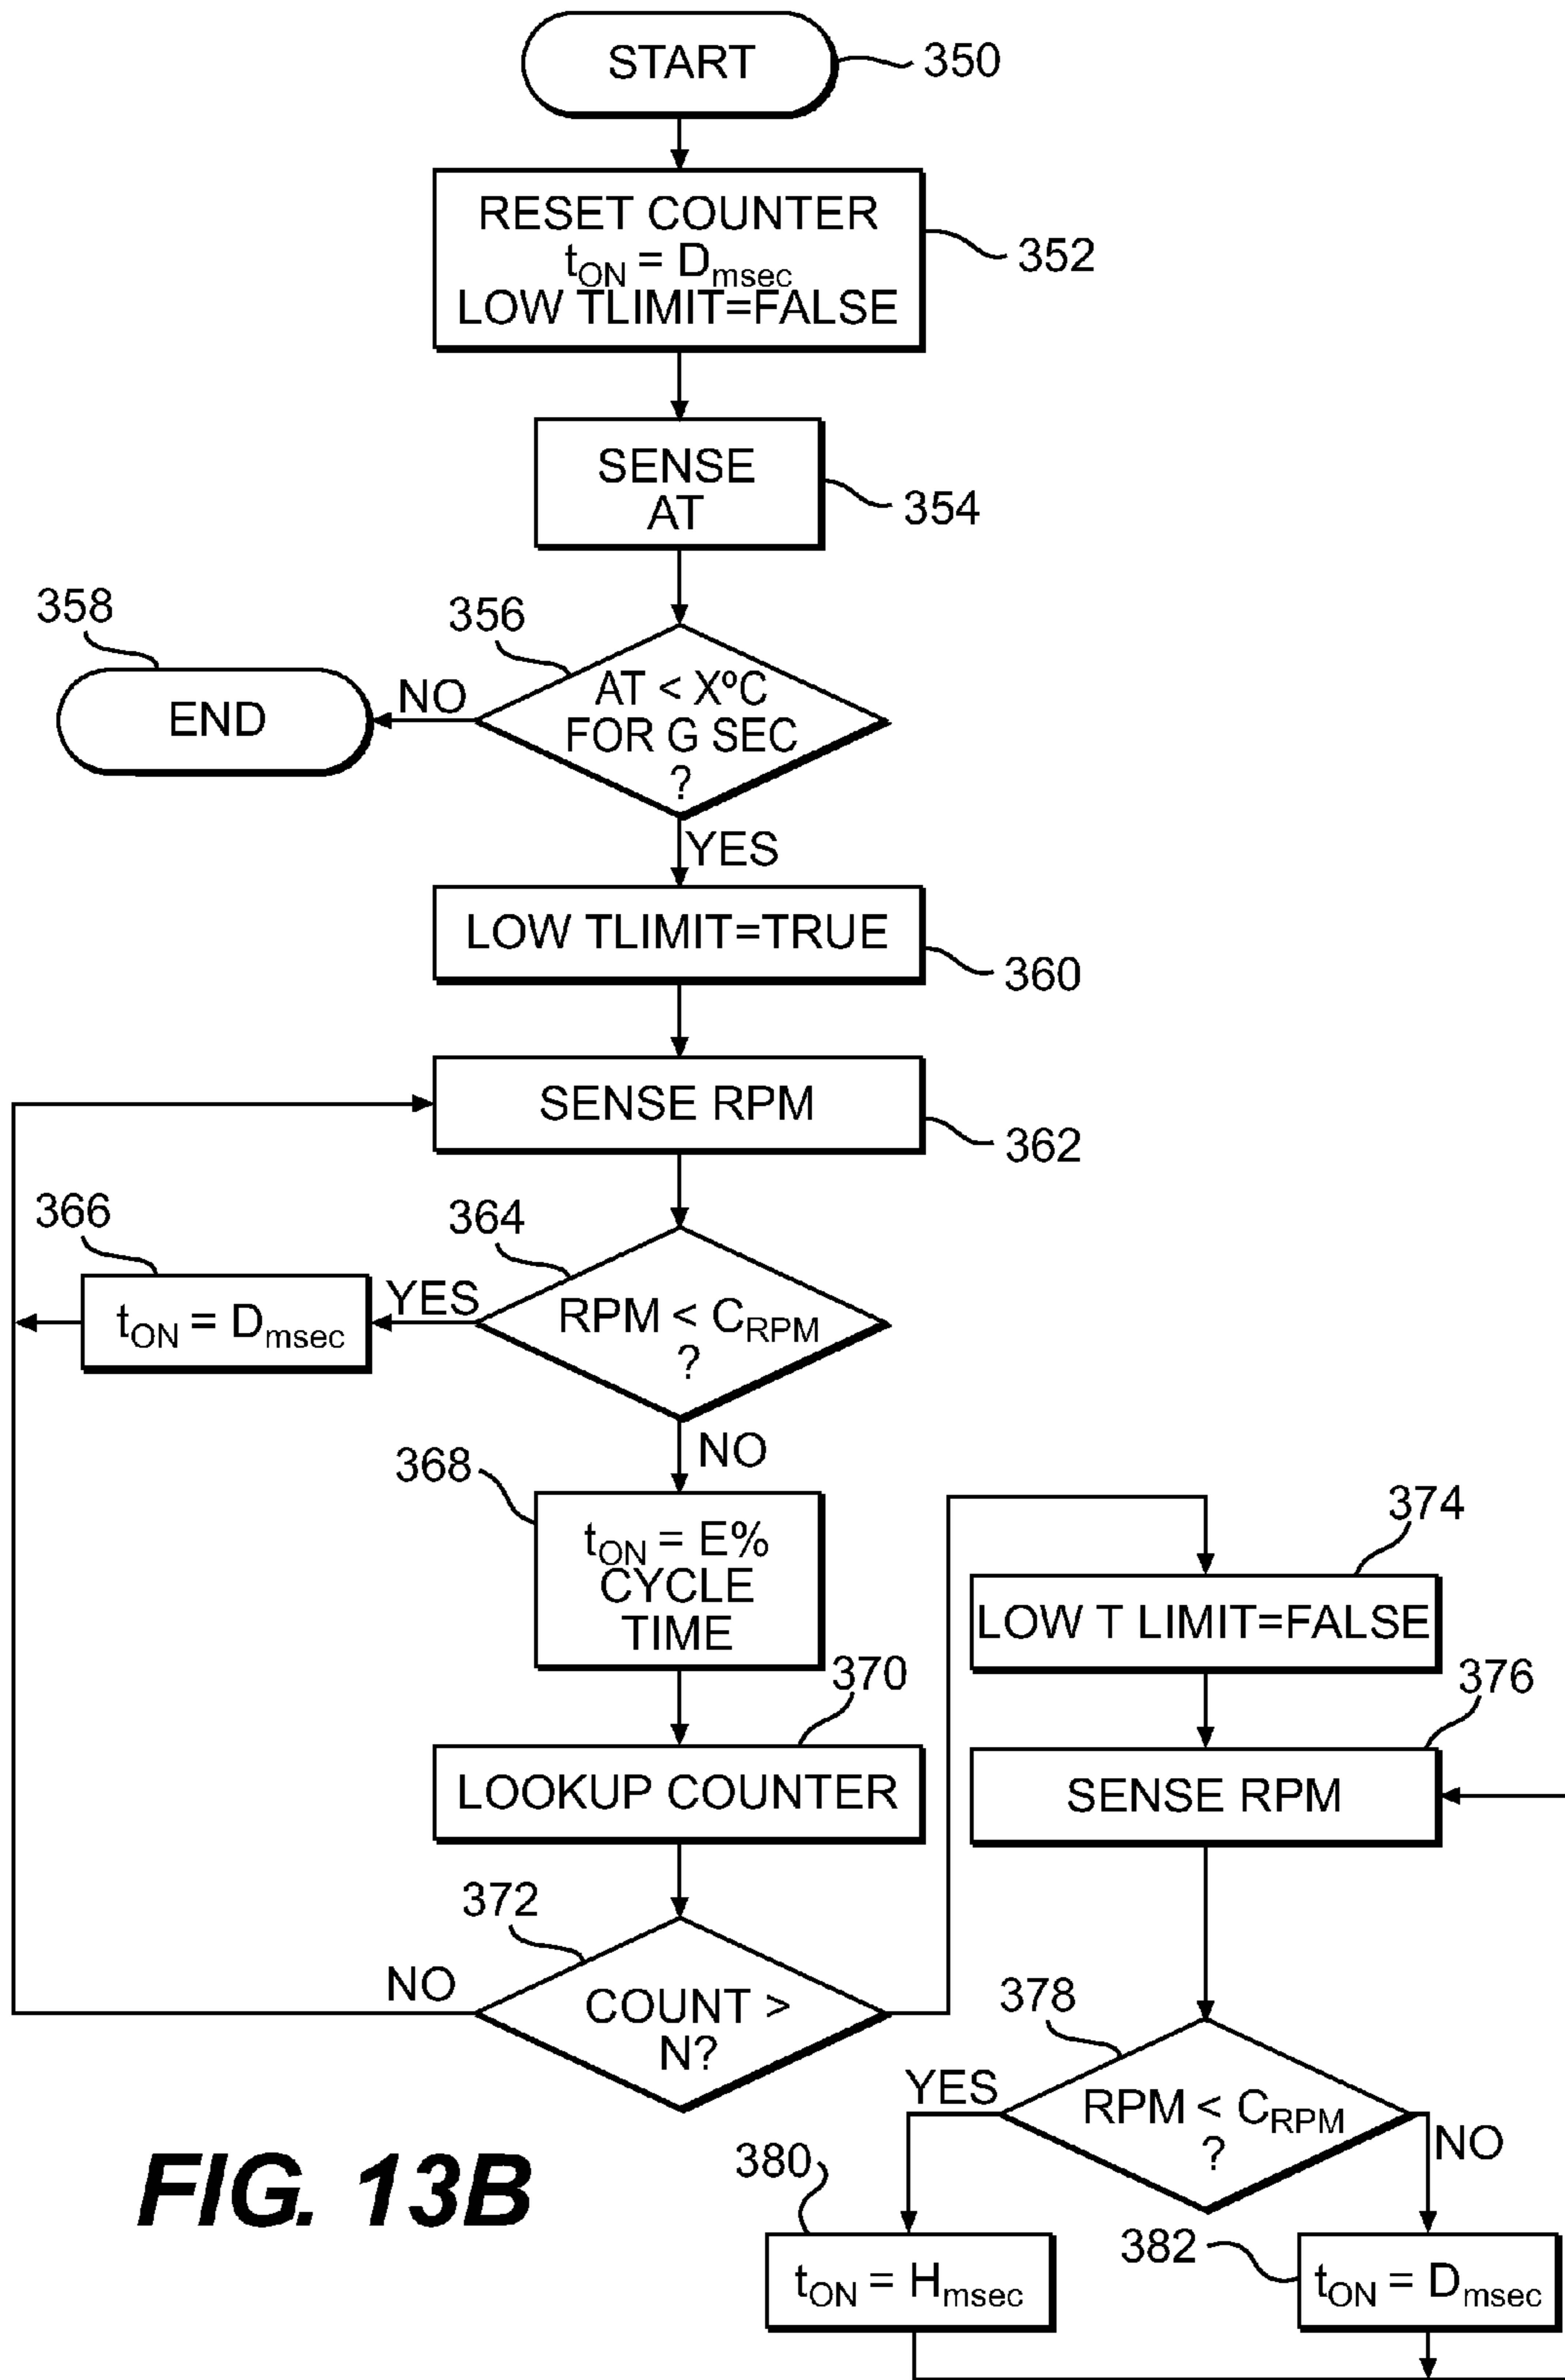 START
350
RESET COUNTER
tON = Dmsec
LOW TLIMIT=FALSE
352
SENSE
AT
354
358
END
NO
356
AT < XºC
FOR G SEC
?
YES
LOW TLIMIT=TRUE
360
SENSE RPM
362
366
tON = Dmsec
YES
364
RPM < CRPM
?
NO
368
tON = E%
CYCLE
TIME
370
LOOKUP COUNTER
372
NO
COUNT >
N?
374
LOW T LIMIT=FALSE
376
SENSE RPM
378
YES
RPM < CRPM
?
NO
380
tON = Hmsec
382
tON = Dmsec
FIG. 13B